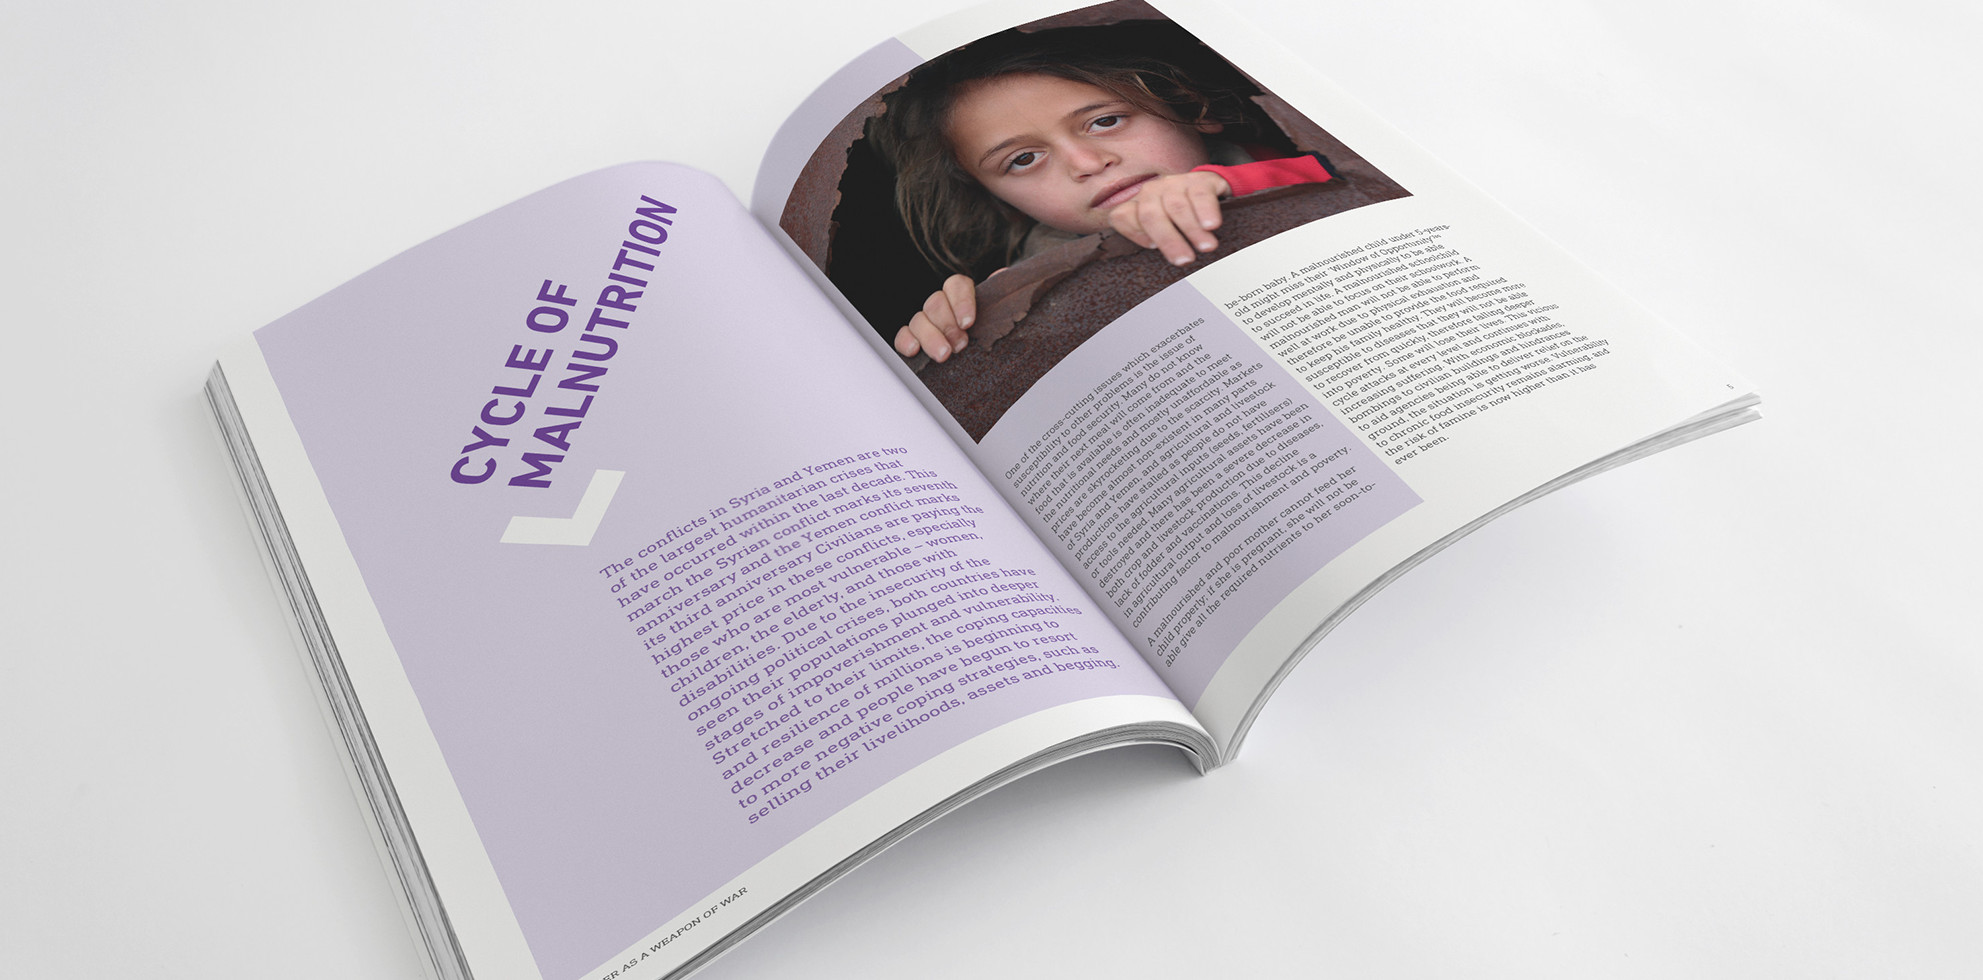 CYCLE OF
MALNUTRITION
The conflicts in Syria and Yemen are two
of the largest humanitarian crises that
have occurred within the last decade. This
march the Syrian conflict marks its seventh
anniversary and the Yemen conflict marks
its third anniversary Civilians are paying the
highest price in these conflicts, especially
those who are most vulnerable – women,
children, the elderly, and those with
disabilities. Due to the insecurity of the
ongoing political crises, both countries have
seen their populations plunged into deeper
stages of impoverishment and vulnerability.
Stretched to their limits, the coping capacities
and resilience of millions is beginning to
decrease and people have begun to resort
to more negative coping strategies, such as
selling their livelihoods, assets and begging.
ER AS A WEAPON OF WAR
One of the cross-cutting issues which exacerbates
susceptibility to other problems is the issue of
nutrition and food security. Many do not know
where their next meal will come from and the
food that is available is often inadequate to meet
the nutritional needs and mostly unaffordable as
prices are skyrocketing due to the scarcity. Markets
have become almost non-existent in many parts
of Syria and Yemen, and agricultural and livestock
productions have stalled as people do not have
access to the agricultural inputs (seeds, fertilisers)
or tools needed. Many agricultural assets have been
destroyed and there has been a severe decrease in
both crop and livestock production due to diseases,
lack of fodder and vaccinations. This decline
in agricultural output and loss of livestock is a
contributing factor to malnourishment and poverty.
A malnourished and poor mother cannot feed her
child properly; if she is pregnant, she will not be
able give all the required nutrients to her soon-to-
be-born baby. A malnourished child under 5-years-
old might miss their 'Window of Opportunity'™
to develop mentally and physically to be able
to succeed in life. A malnourished schoolchild
will not be able to focus on their schoolwork. A
malnourished man will not be able to perform
well at work due to physical exhaustion and
therefore be unable to provide the food required
to keep his family healthy. They will become more
susceptible to diseases that they will not be able
to recover from quickly, therefore falling deeper
into poverty. Some will lose their lives. This vicious
cycle attacks at every level and continues with
increasing suffering. With economic blockades,
bombings to civilian buildings and hindrances
to aid agencies being able to deliver relief on the
ground, the situation is getting worse. Vulnerability
to chronic food insecurity remains alarming, and
the risk of famine is now higher than it has
ever been.
5